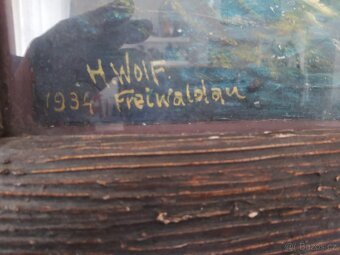 H. WOLF.
1934 Freiwaldau